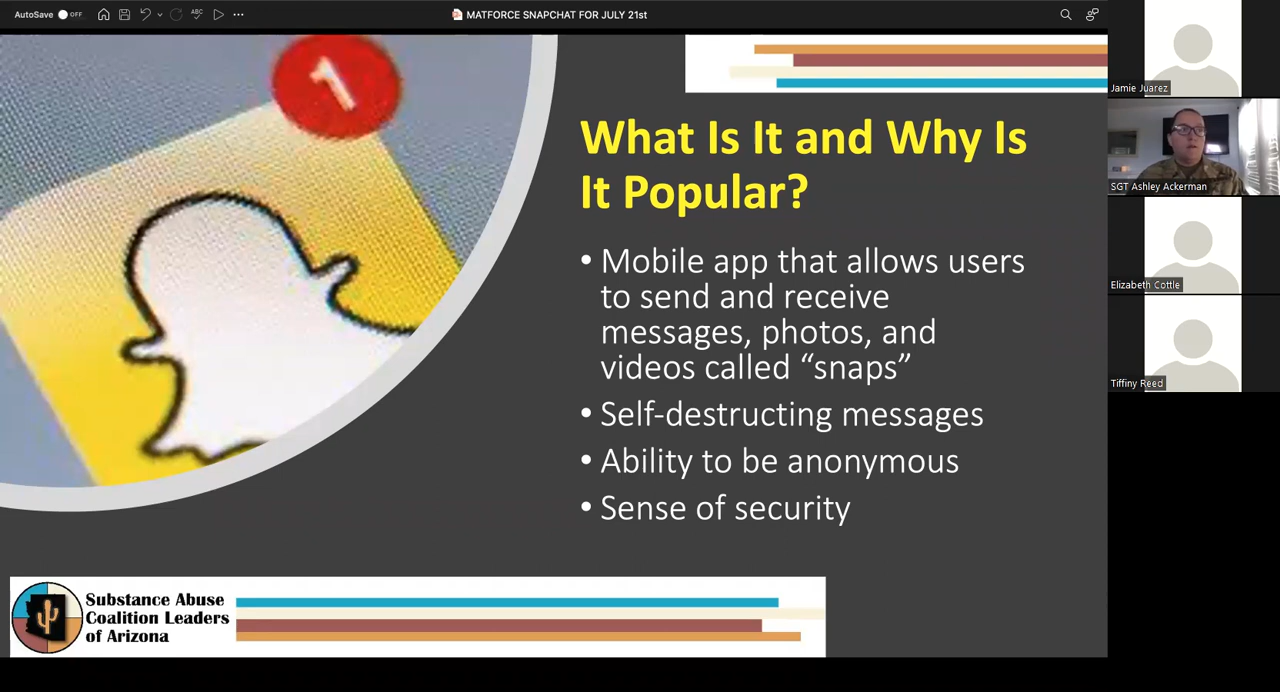 AutoSave OFF
ABC
MATFORCE SNAPCHAT FOR JULY 21st
1
What Is It and Why Is
It Popular?
• Mobile app that allows users
to send and receive
messages, photos, and
videos called “snaps”
• Self-destructing messages
• Ability to be anonymous
• Sense of security
Substance Abuse
Coalition Leaders
of Arizona
Jamie Juarez
SGT Ashley Ackerman
Elizabeth Cottle
Tiffiny Reed